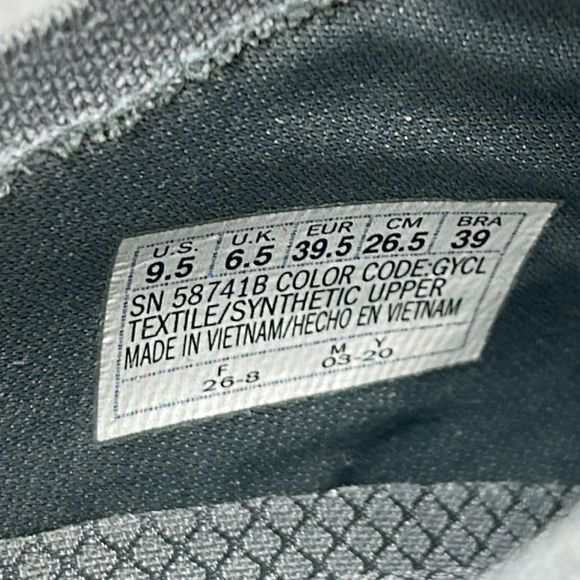 U.S. U.K EUR CM BRA
9.5 6.5 39.5 26.5 39
SN 58741B COLOR CODE:GYCL
TEXTILE/SYNTHETIC UPPER
MADE IN VIETNAM/HECHO EN VIETNAM
F M Y
26-8 03-20